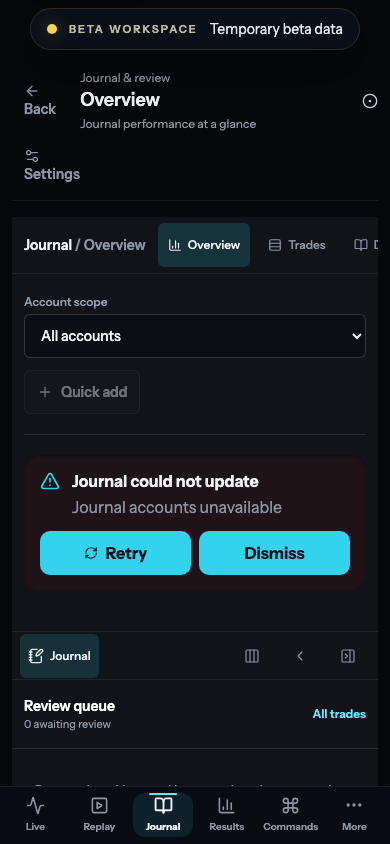 BETA WORKSPACE Temporary beta data
Journal & review
Back
Overview
Journal performance at a glance
Settings
Journal / Overview Overview Trades
Account scope
All accounts
Quick add
Journal could not update
Journal accounts unavailable
Retry Dismiss
Journal
Review queue
0 awaiting review
All trades
Live Replay Journal Results Commands More